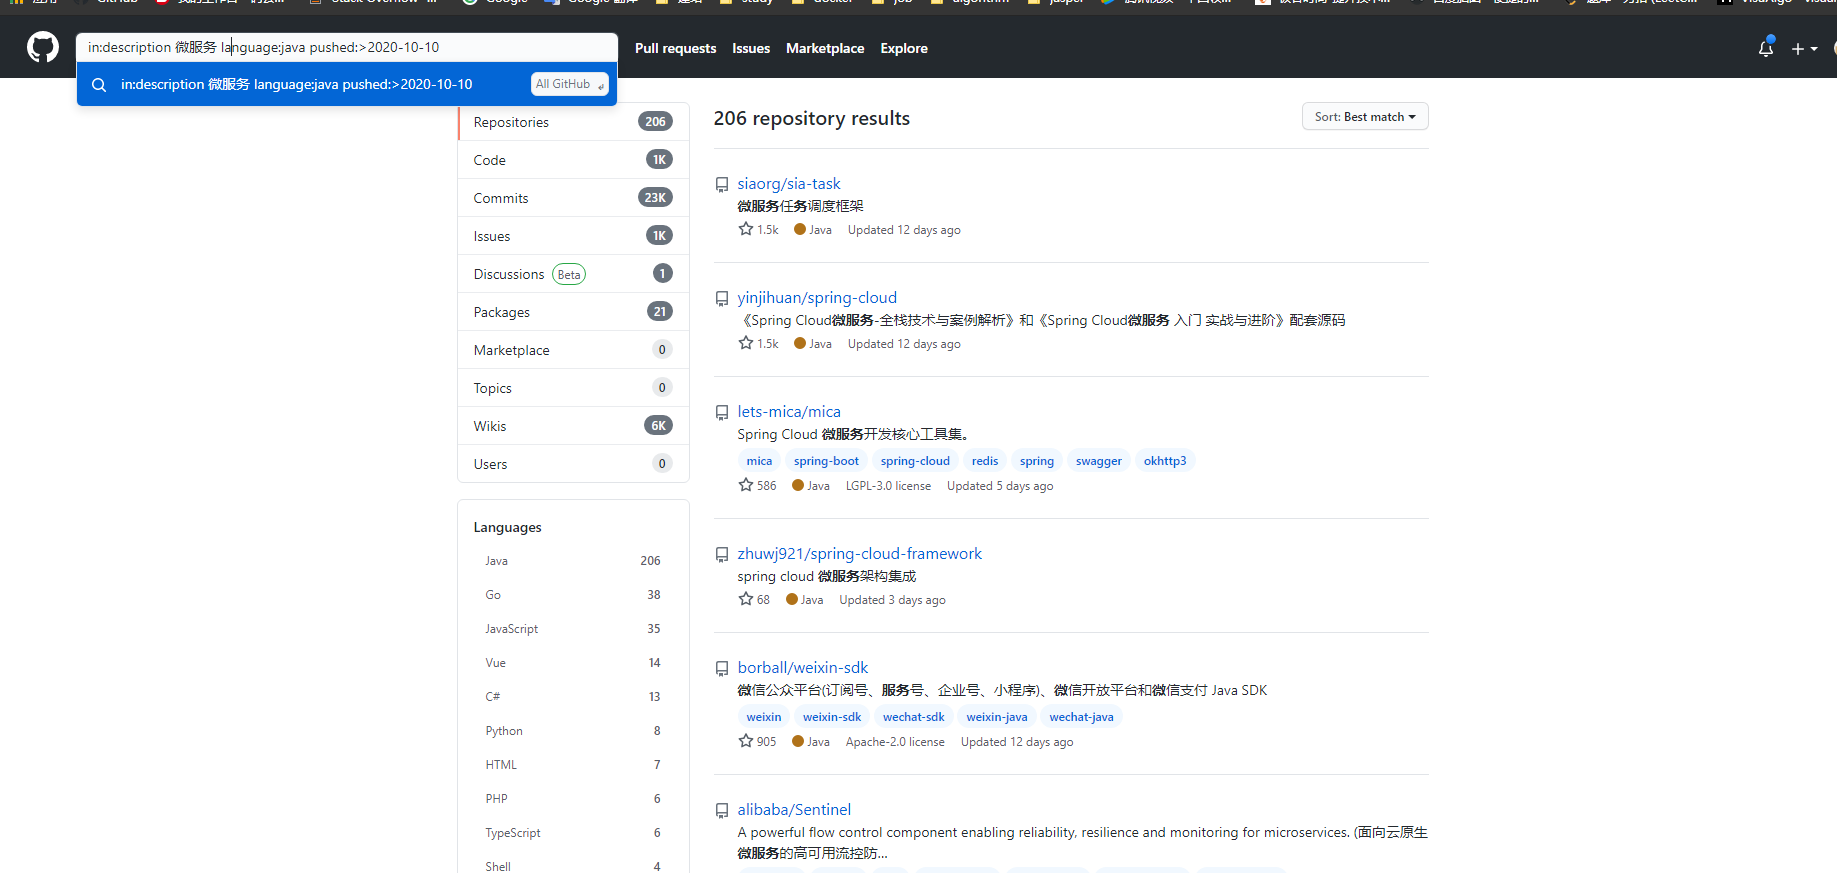 GitHub
Stack Overflow
Google
Google 翻译
study
docker
job
algorithm
jasper
in:description 微服务 language:java pushed:>2020-10-10
Pull requests Issues Marketplace Explore
in:description 微服务 language:java pushed:>2020-10-10 All GitHub
Repositories 206
Code 1K
Commits 23K
Issues 1K
Discussions Beta 1
Packages 21
Marketplace 0
Topics 0
Wikis 6K
Users 0
Languages
Java 206
Go 38
JavaScript 35
Vue 14
C# 13
Python 8
HTML 7
PHP 6
TypeScript 6
Shell 4
206 repository results
Sort: Best match
siaorg/sia-task
微服务任务调度框架
1.5k Java Updated 12 days ago
yinjihuan/spring-cloud
《Spring Cloud微服务-全栈技术与案例解析》和《Spring Cloud微服务 入门 实战与进阶》配套源码
1.5k Java Updated 12 days ago
lets-mica/mica
Spring Cloud 微服务开发核心工具集。
mica spring-boot spring-cloud redis spring swagger okhttp3
586 Java LGPL-3.0 license Updated 5 days ago
zhuwj921/spring-cloud-framework
spring cloud 微服务架构集成
68 Java Updated 3 days ago
borball/weixin-sdk
微信公众平台(订阅号、服务号、企业号、小程序)、微信开放平台和微信支付 Java SDK
weixin weixin-sdk wechat-sdk weixin-java wechat-java
905 Java Apache-2.0 license Updated 12 days ago
alibaba/Sentinel
A powerful flow control component enabling reliability, resilience and monitoring for microservices. (面向云原生
微服务的高可用流控防...